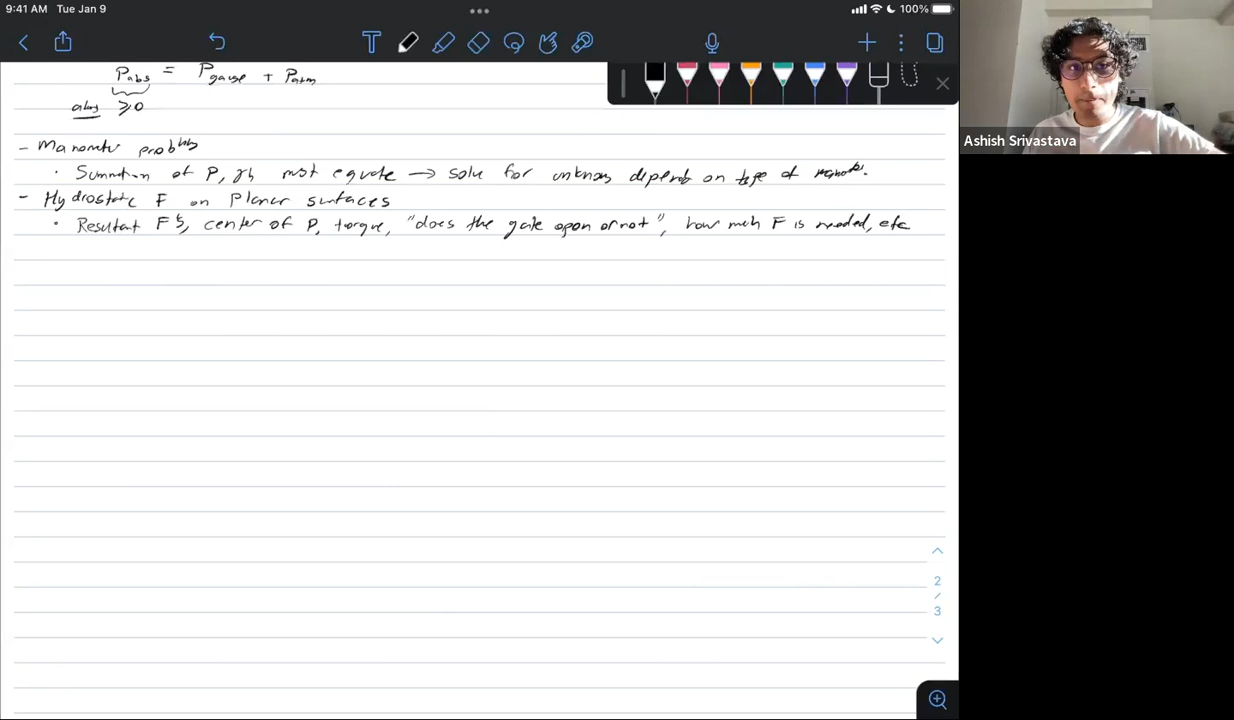 9:41 AM Tue Jan 9
100%
Pabs = Pgauge + Patm
abs ≥0
- Manometer problems
· Summation of P, γh must equate → solve for unknown depends on type of
- Hydrostatic F on Planar surfaces
· Resultant F's, center of P, torque, "does the gate open or not", how much F is needed, etc
Ashish Srivastava
2
/
3